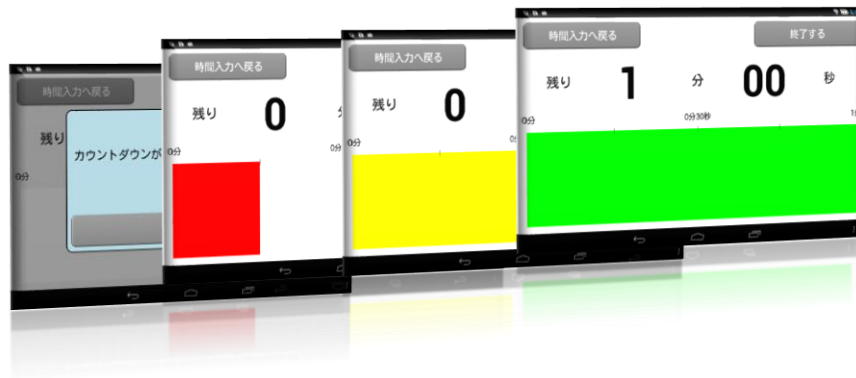 時間入力へ戻る
残り
0分
カウントダウンが
時間入力へ戻る
残り 0
0分
時間入力へ戻る
残り 0
0分
時間入力へ戻る 終了する
残り 1 分 00 秒
0分 0分30秒